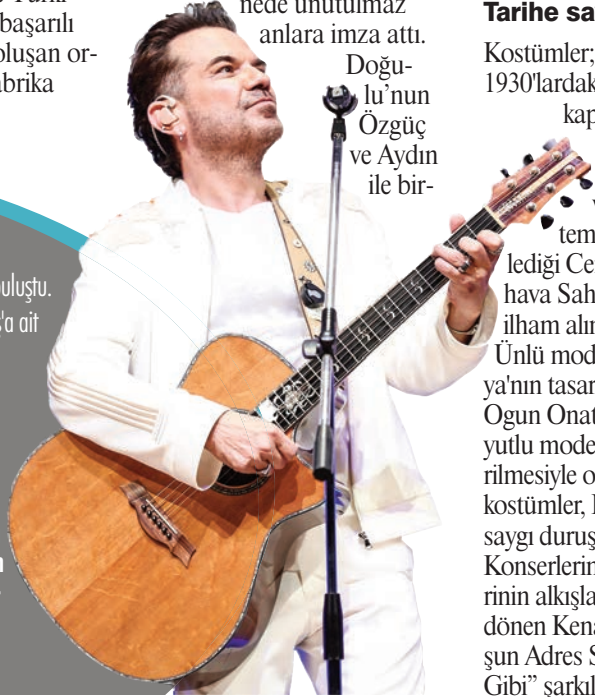 başarılı
oluşan or-
abrika
nede unutulmaz
anlara imza attı.
Doğu-
lu’nun
Özgüç
ve Aydın
ile bir-
uluştu.
'a ait
Tarihe sa
Kostümler;
1930'lardak
kap
tem
lediği Ce
hava Sah
ilham alın
Ünlü mod
ya'nın tasar
Ogun Onat
yutlu mode
rilmesiyle o
kostümler,
saygı duruş
Konserlerin
rinin alkışla
dönen Kena
şun Adres S
Gibi” şarkıl